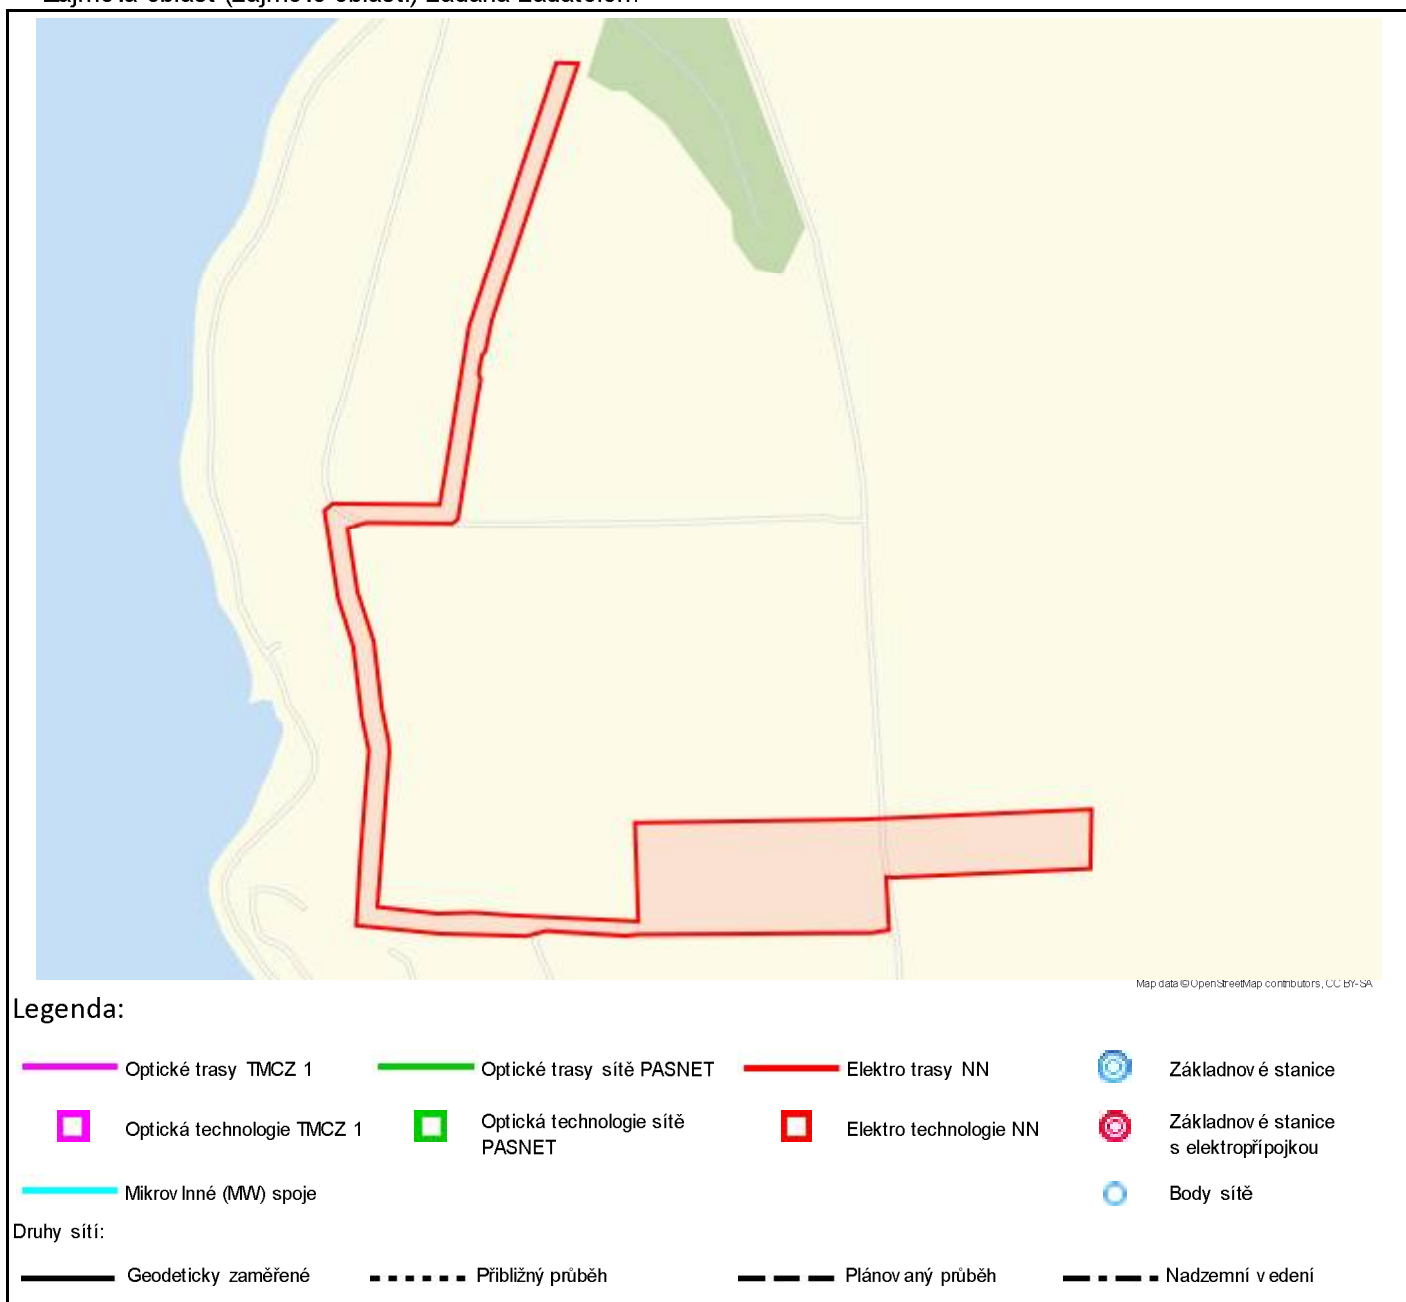 Map data © OpenStreetMap contributors, CC BY-SA
Legenda:
Optické trasy TMCZ 1
Optické trasy sítě PASNET
Elektro trasy NN
Základnové stanice
Optická technologie TMCZ 1
Optická technologie sítě
PASNET
Elektro technologie NN
Základnové stanice
s elektropřípojkou
Mikrovlnné (MW) spoje
Body sítě
Druhy sítí:
Geodeticky zaměřené
Přibližný průběh
Plánovaný průběh
Nadzemní vedení